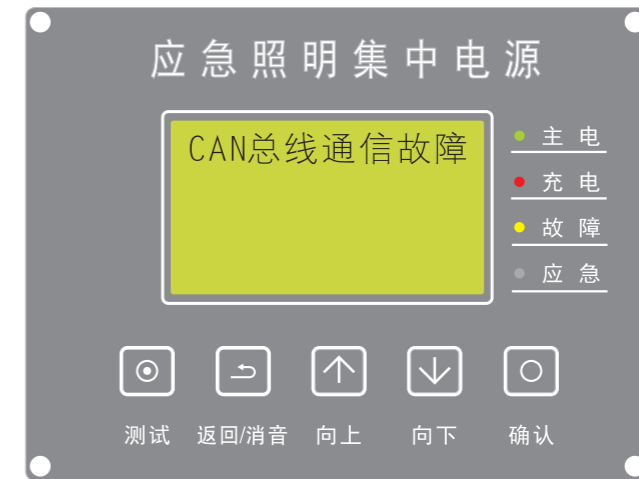 应急照明集中电源
CAN总线通信故障
主电
充电
故障
应急
测试 返回/消音 向上 向下 确认